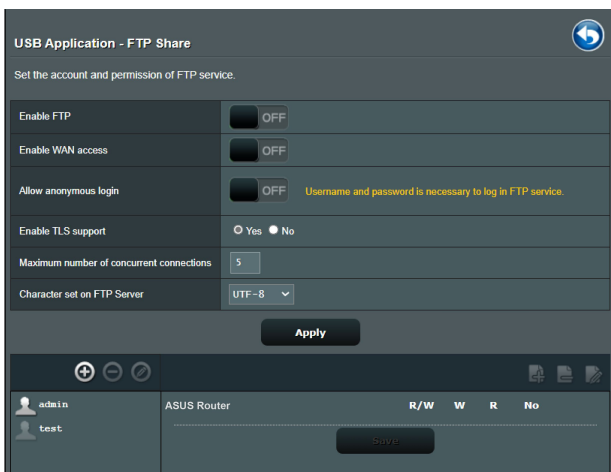 USB Application - FTP Share
Set the account and permission of FTP service.
Enable FTP
OFF
Enable WAN access
OFF
Allow anonymous login
OFF
Username and password is necessary to log in FTP service.
Enable TLS support
Yes No
Maximum number of concurrent connections
5
Character set on FTP Server
UTF-8
Apply
admin
test
ASUS Router
R/W W R No
Save